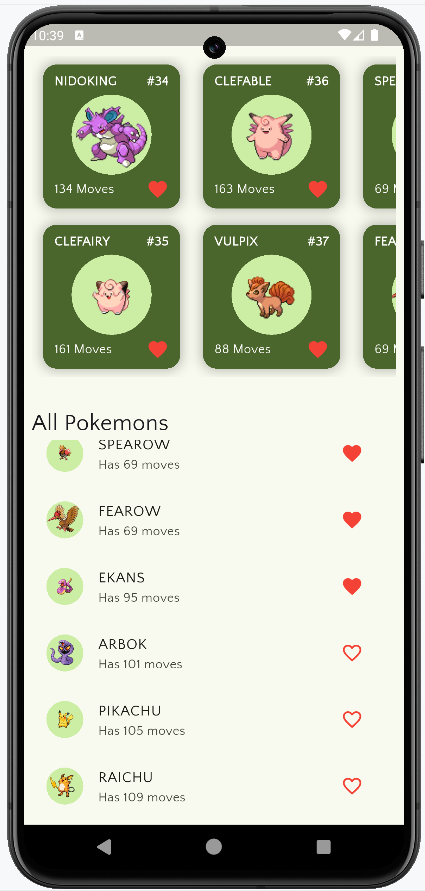 10:39
NIDOKING #34
134 Moves
CLEFABLE #36
163 Moves
SPE
69 M
CLEFAIRY #35
161 Moves
VULPIX #37
88 Moves
FEA
69 M
All Pokemons
SPEAROW
Has 69 moves
FEAROW
Has 69 moves
EKANS
Has 95 moves
ARBOK
Has 101 moves
PIKACHU
Has 105 moves
RAICHU
Has 109 moves